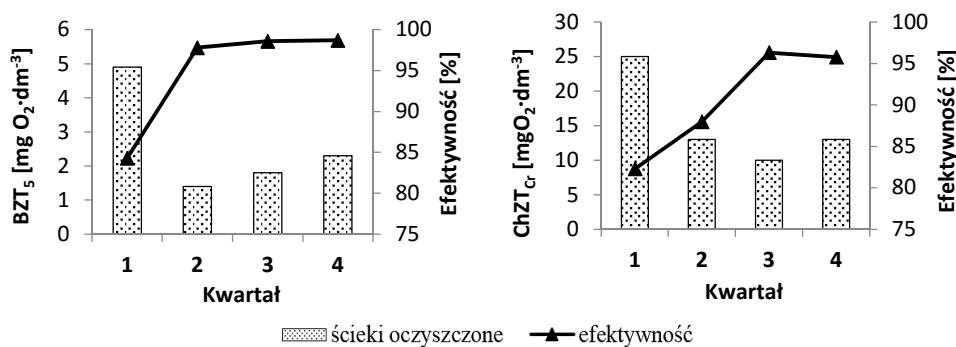 BZT5 [mg O2·dm-3]
6
5
4
3
2
1
0
100
95
90
85
80
75
Efektywność [%]
1 2 3 4
Kwartał
ChZTCr [mgO2·dm-3]
30
25
20
15
10
5
0
100
95
90
85
80
75
Efektywność [%]
1 2 3 4
Kwartał
ścieki oczyszczone efektywność